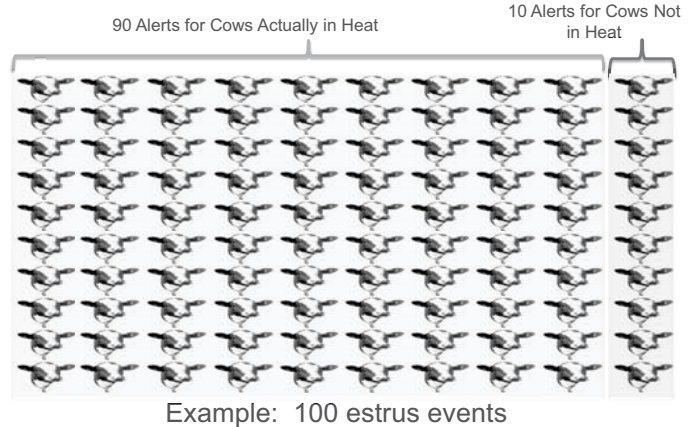 90 Alerts for Cows Actually in Heat
10 Alerts for Cows Not
in Heat
Example: 100 estrus events